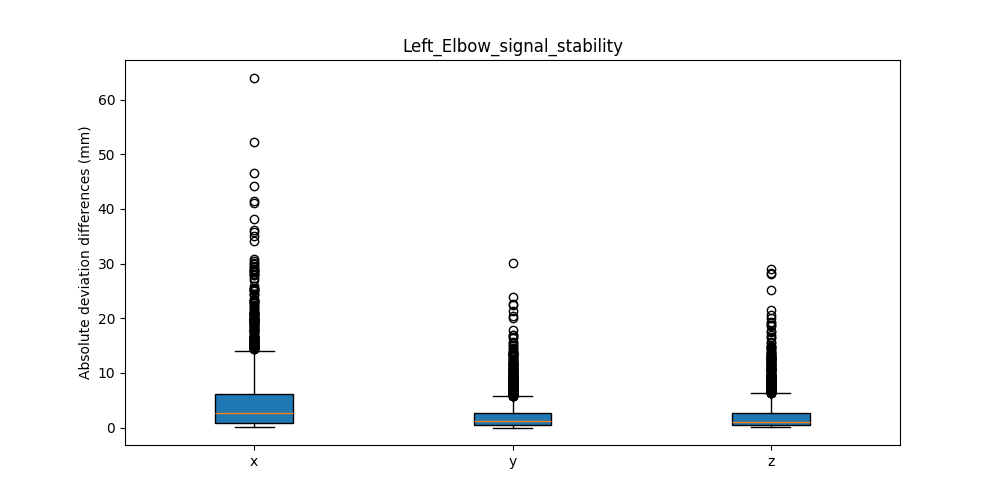 Left_Elbow_signal_stability
Absolute deviation differences (mm)
60
50
40
30
20
10
0
x
y
z